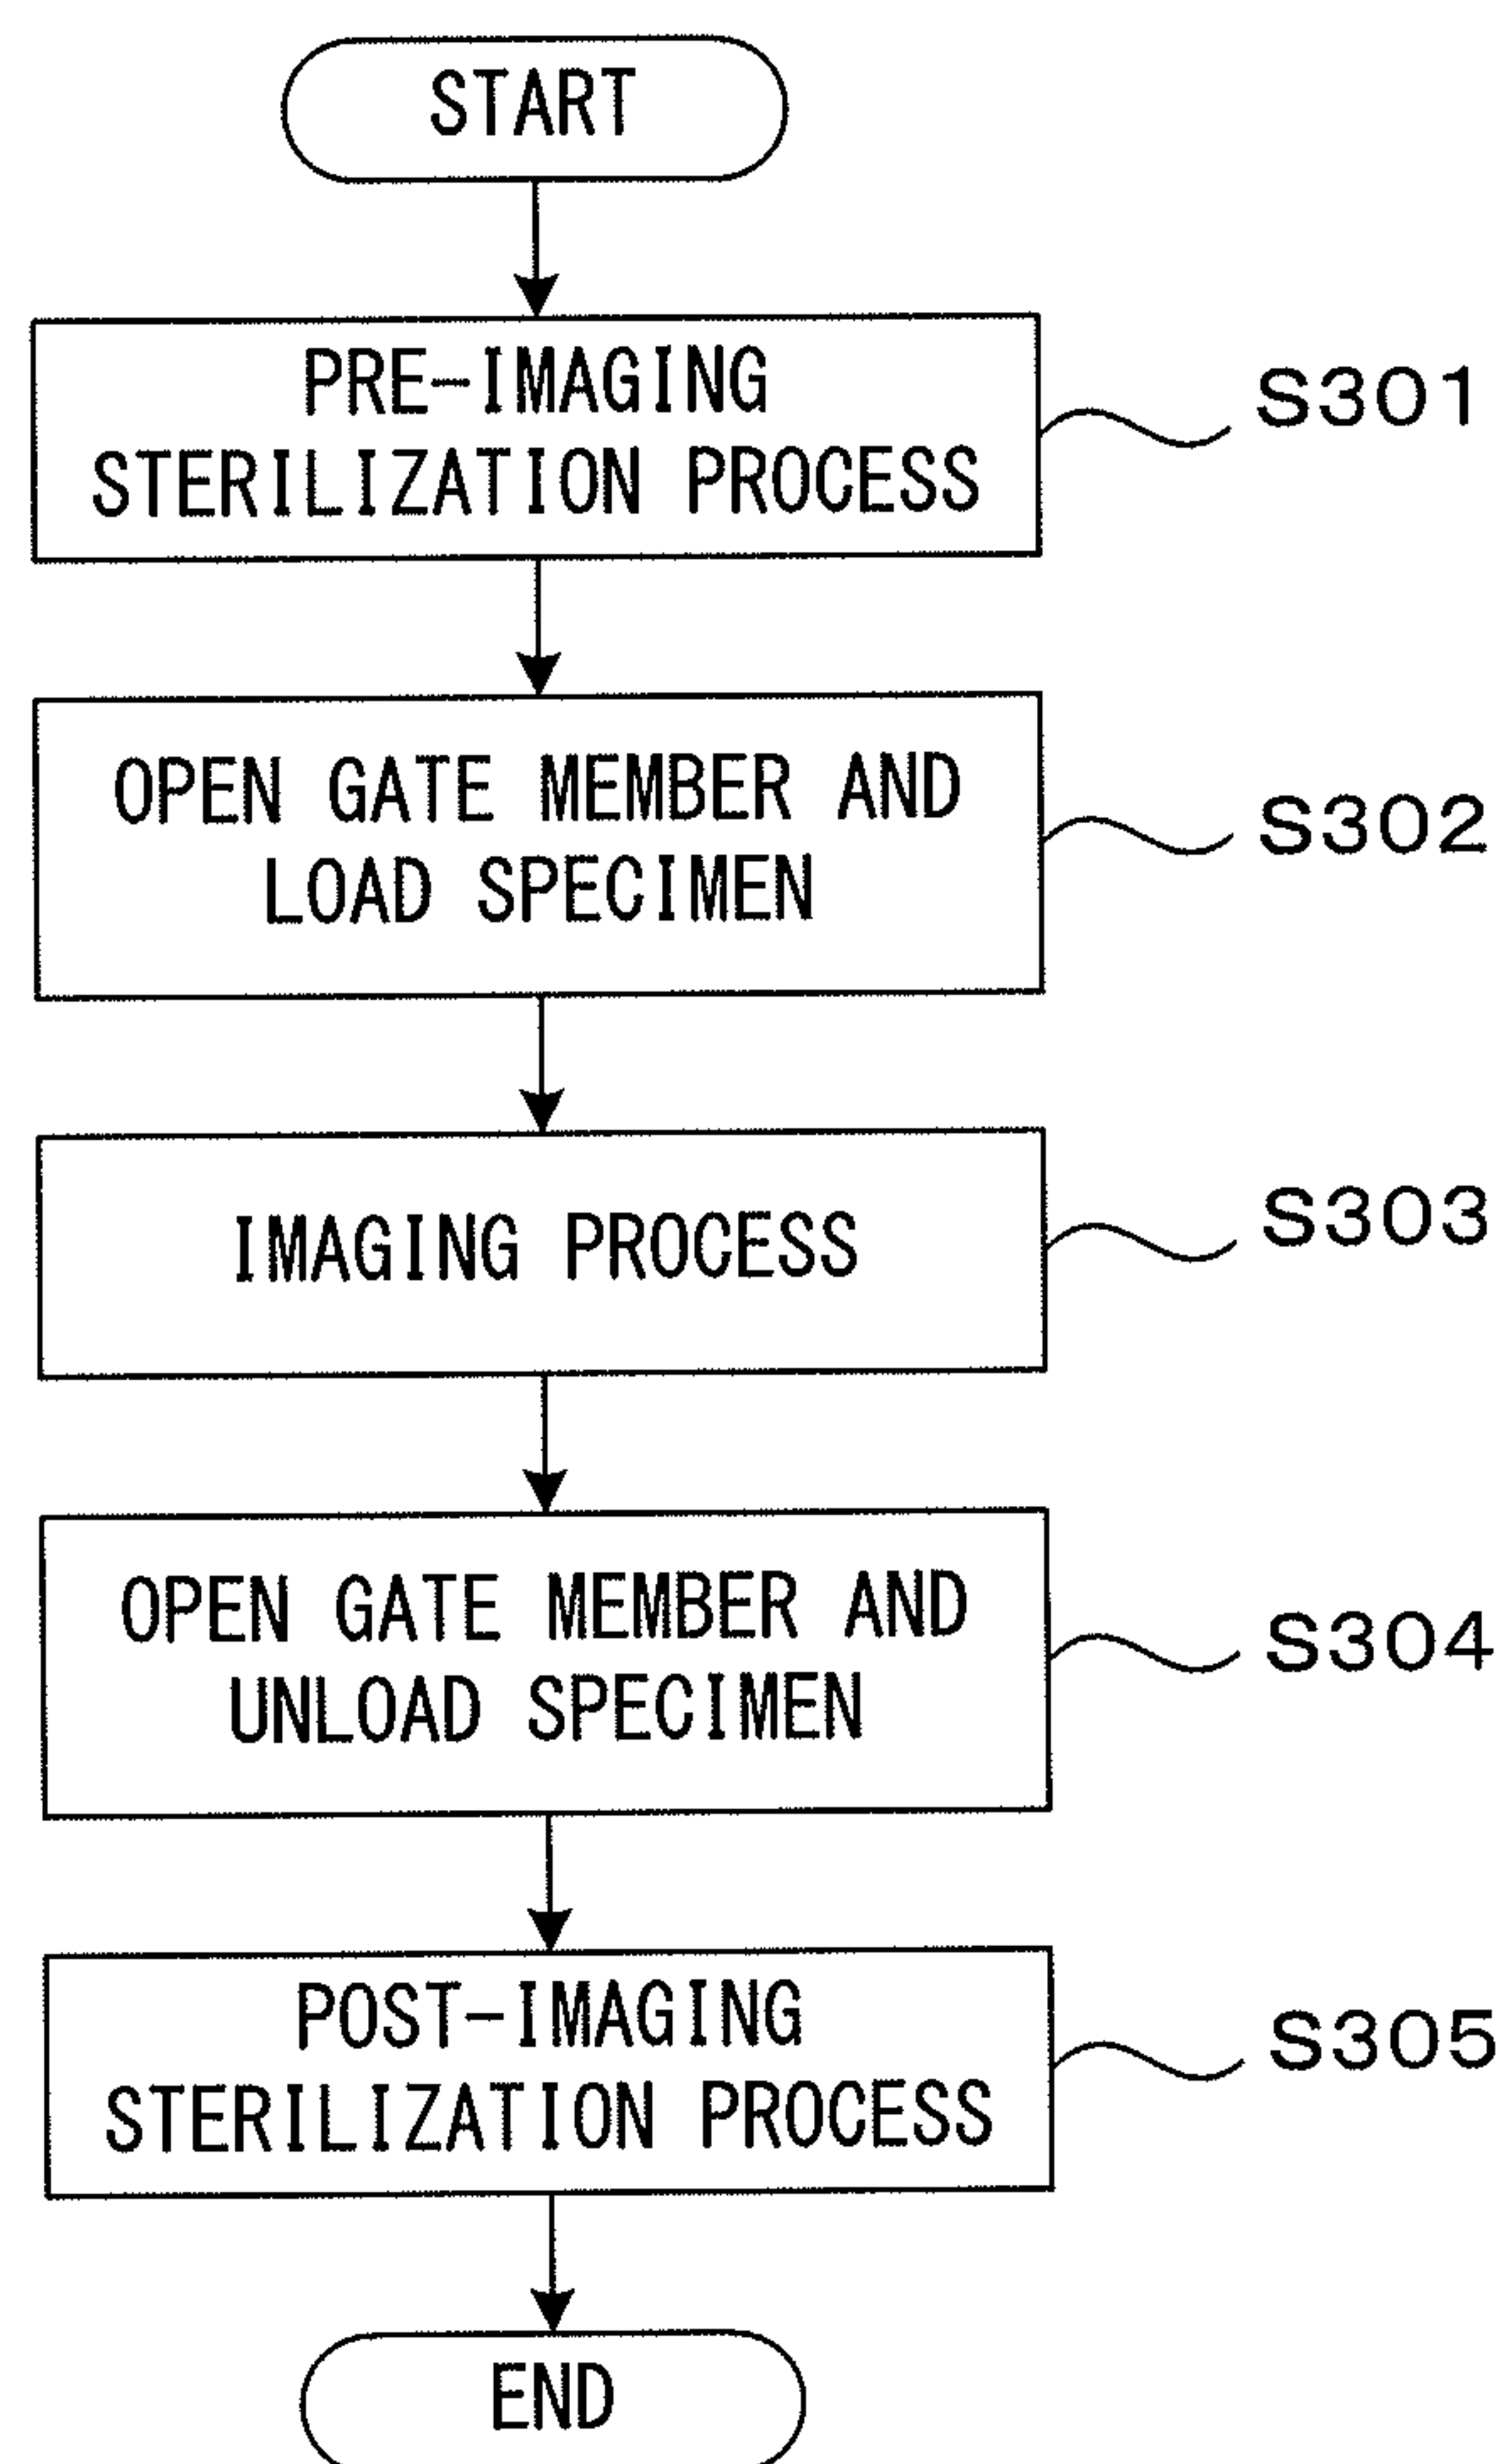 START
PRE-IMAGING
STERILIZATION PROCESS
S301
OPEN GATE MEMBER AND
LOAD SPECIMEN
S302
IMAGING PROCESS
S303
OPEN GATE MEMBER AND
UNLOAD SPECIMEN
S304
POST-IMAGING
STERILIZATION PROCESS
S305
END